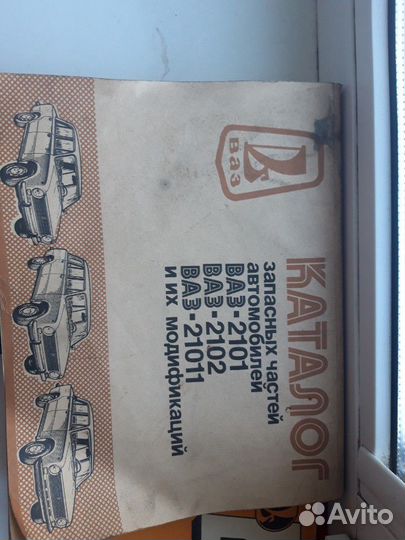 ВАЗ
КАТАЛОГ
запасных частей
автомобилей
ВАЗ-2101
ВАЗ-2102
ВАЗ-21011
и их модификаций
Avito